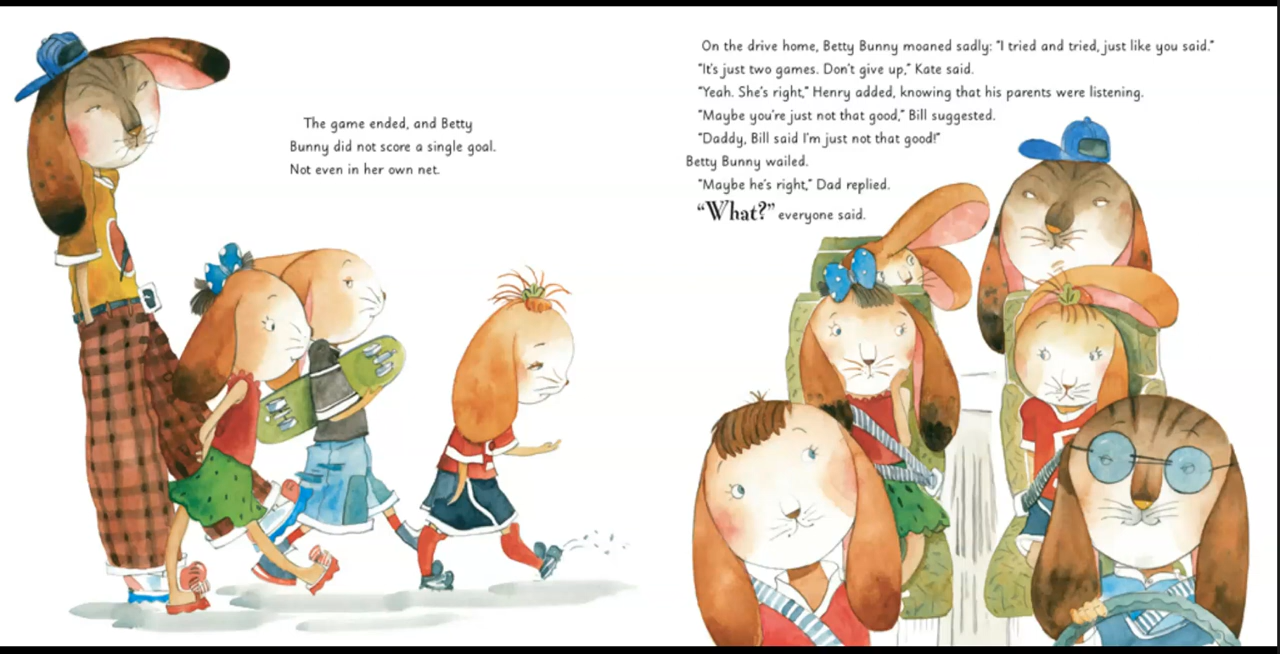 The game ended, and Betty
Bunny did not score a single goal.
Not even in her own net.
On the drive home, Betty Bunny moaned sadly: "I tried and tried, just like you said."
"It's just two games. Don't give up," Kate said.
"Yeah. She's right," Henry added, knowing that his parents were listening.
"Maybe you're just not that good," Bill suggested.
"Daddy, Bill said I'm just not that good!"
Betty Bunny wailed.
"Maybe he's right," Dad replied.
"What?" everyone said.